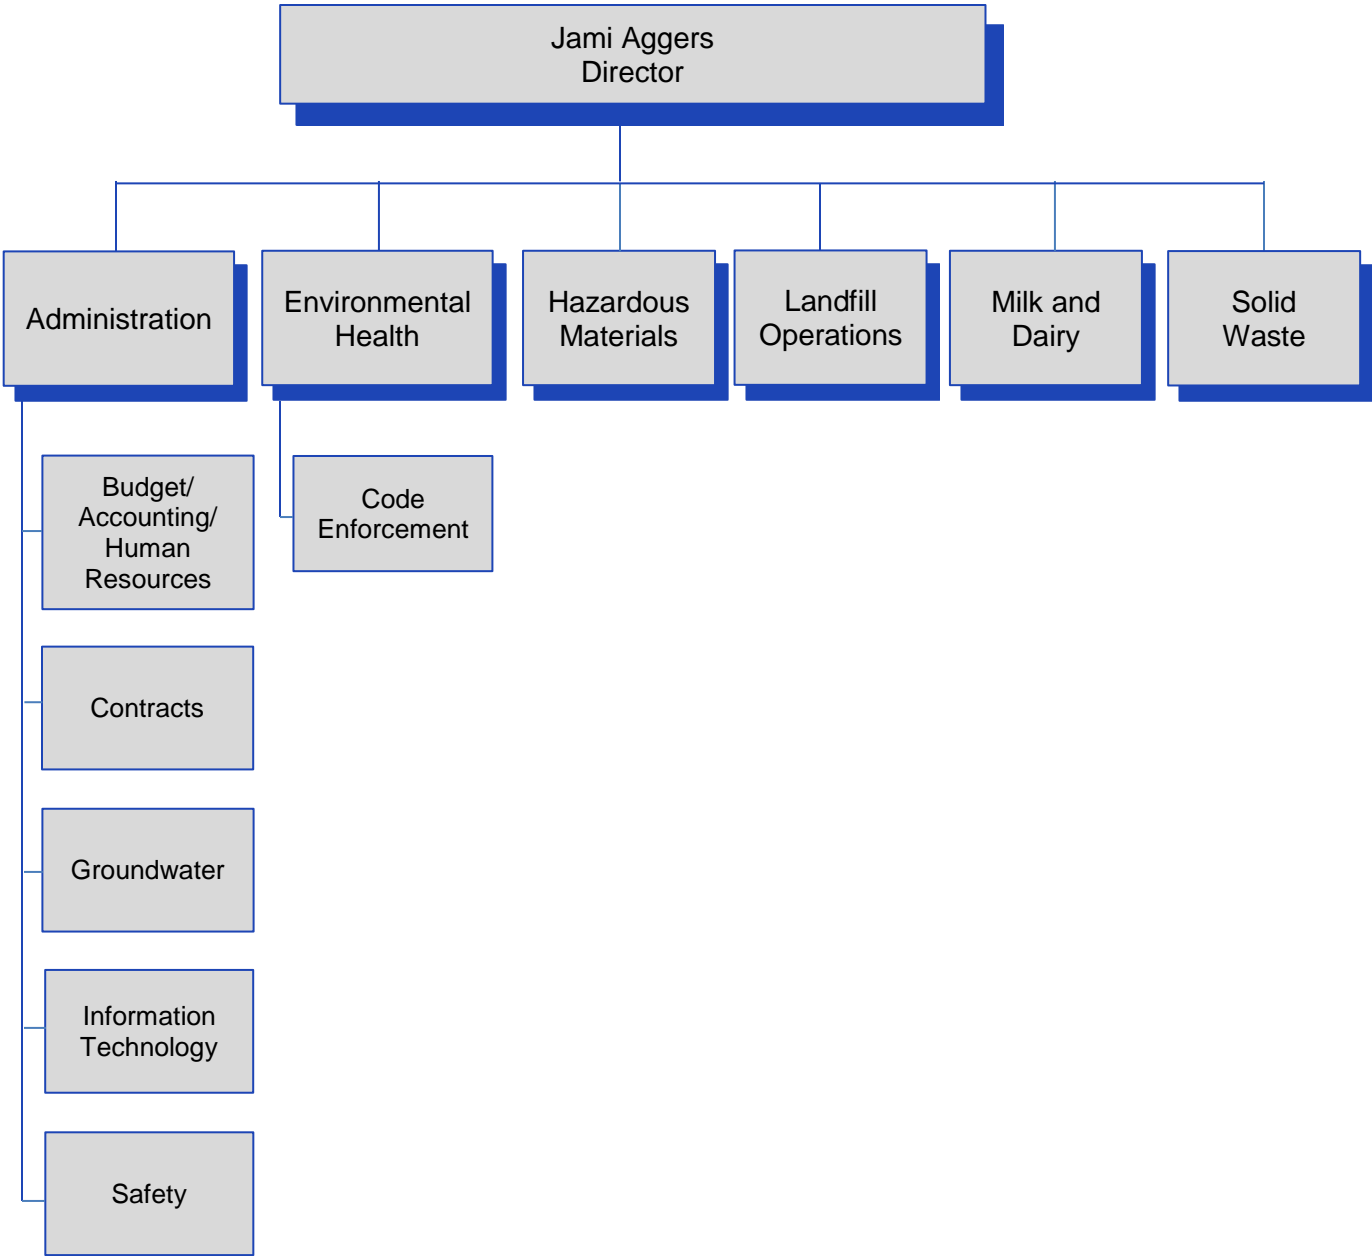 Jami Aggers
Director
Administration
Environmental
Health
Hazardous
Materials
Landfill
Operations
Milk and
Dairy
Solid
Waste
Budget/
Accounting/
Human
Resources
Code
Enforcement
Contracts
Groundwater
Information
Technology
Safety